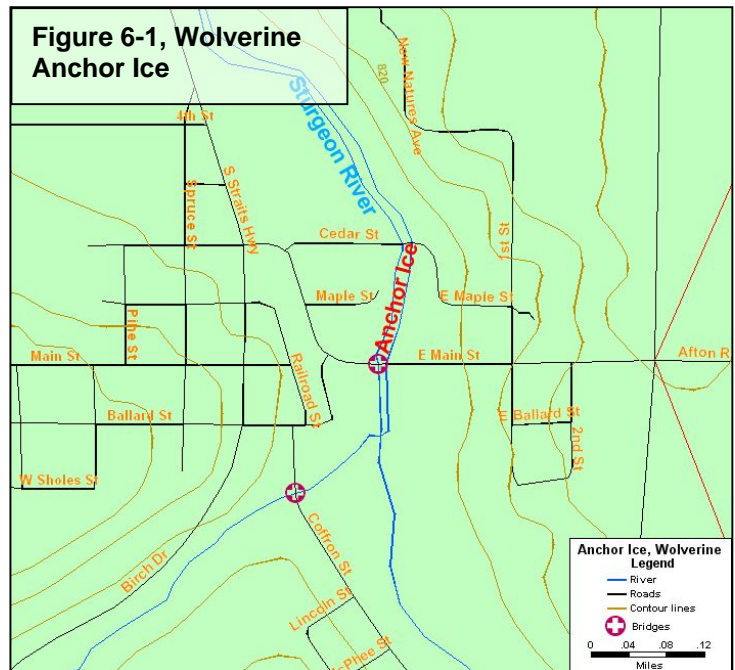 Figure 6-1, Wolverine
Anchor Ice
New Natures Ave
820
Sturgeon River
4th St
S Straits Hwy
Spruce St
1st St
Cedar St
Anchor Ice
Maple St
E Maple St
Pine St
Main St
Railroad St
E Main St
Afton R
Ballard St
E Ballard St
2nd St
W Sholes St
Coffron St
Birch Dr
Lincoln St
Phee St
Anchor Ice, Wolverine
Legend
River
Roads
Contour lines
Bridges
0 .04 .08 .12
Miles